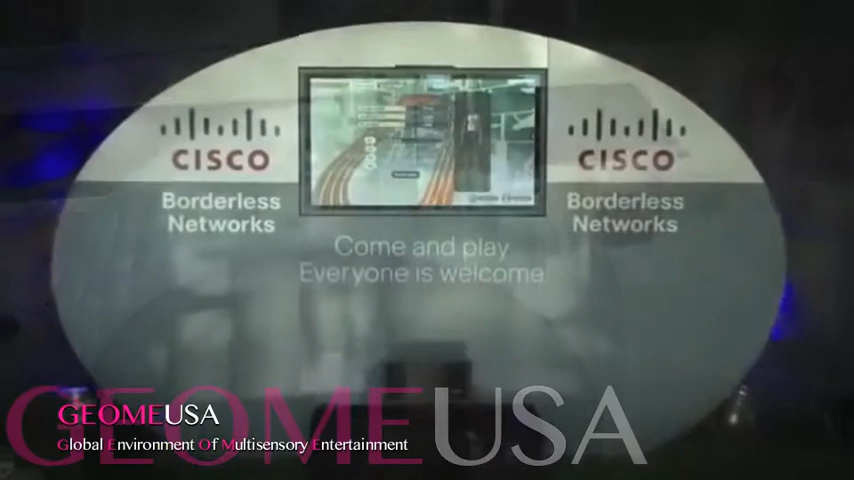 CISCO
Borderless
Networks
CISCO
Borderless
Networks
Come and play
Everyone is welcome
GEOMEUSA
GEOMEUSA
Global Environment Of Multisensory Entertainment